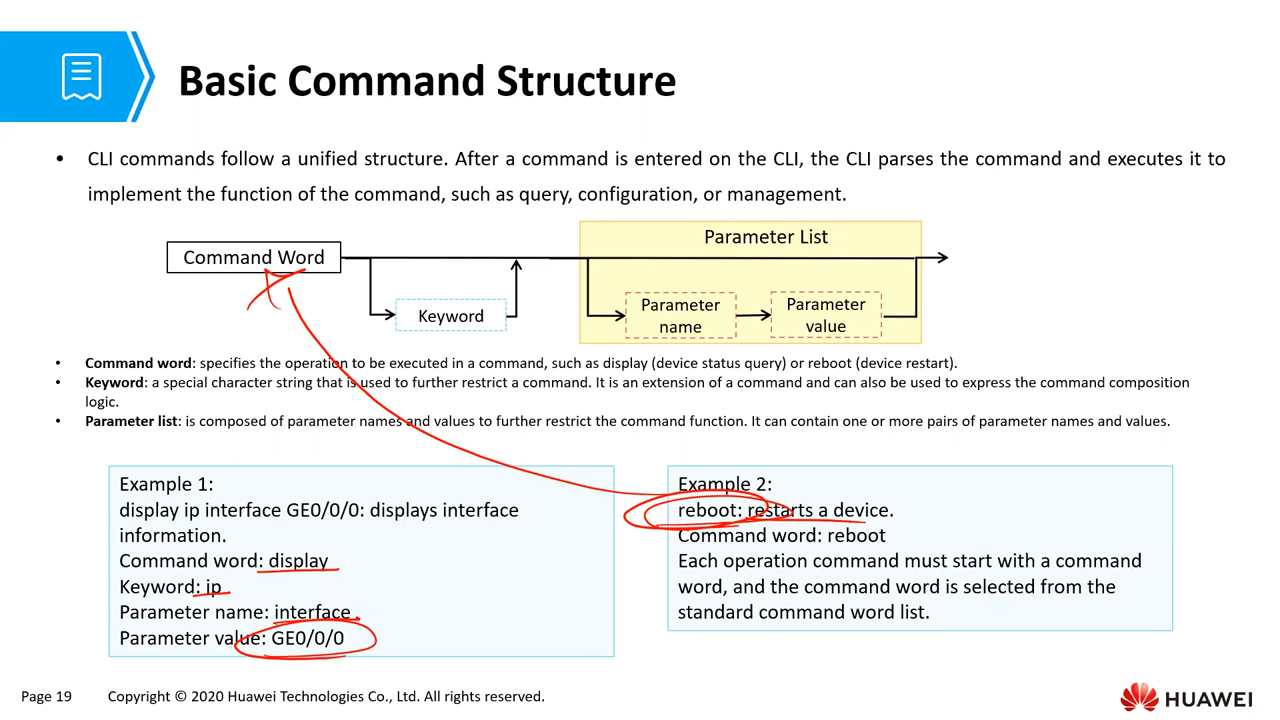 Basic Command Structure
• CLI commands follow a unified structure. After a command is entered on the CLI, the CLI parses the command and executes it to
implement the function of the command, such as query, configuration, or management.
Parameter List
Command Word
Keyword
Parameter
name
Parameter
value
• Command word: specifies the operation to be executed in a command, such as display (device status query) or reboot (device restart).
• Keyword: a special character string that is used to further restrict a command. It is an extension of a command and can also be used to express the command composition
logic.
• Parameter list: is composed of parameter names and values to further restrict the command function. It can contain one or more pairs of parameter names and values.
Example 1:
display ip interface GE0/0/0: displays interface
information.
Command word: display
Keyword: ip
Parameter name: interface
Parameter value: GE0/0/0
Example 2:
reboot: restarts a device.
Command word: reboot
Each operation command must start with a command
word, and the command word is selected from the
standard command word list.
Page 19 Copyright © 2020 Huawei Technologies Co., Ltd. All rights reserved.
HUAWEI